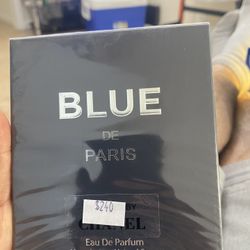 BLUE
DE
PARIS
$240
BY
CHANEL
Eau De Parfum